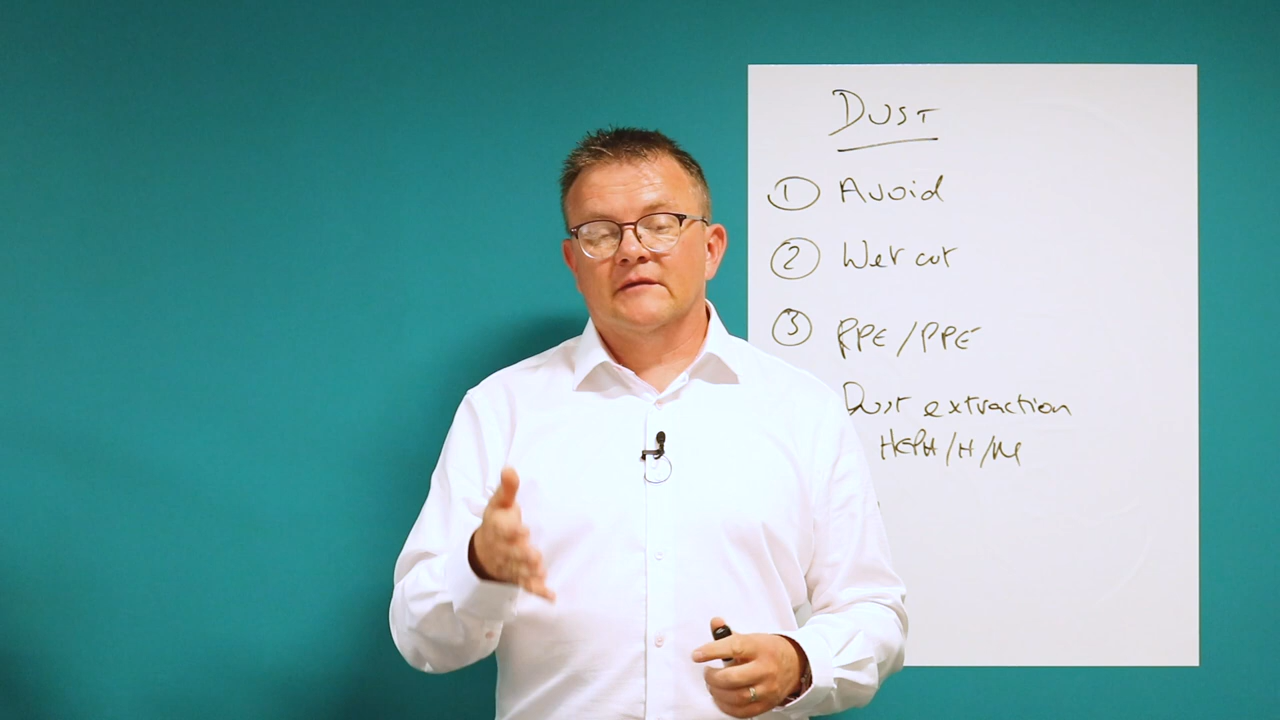 DUST
① Avoid
② Wet cut
③ RPE/PPE
Dust extraction
HEPA/H/M